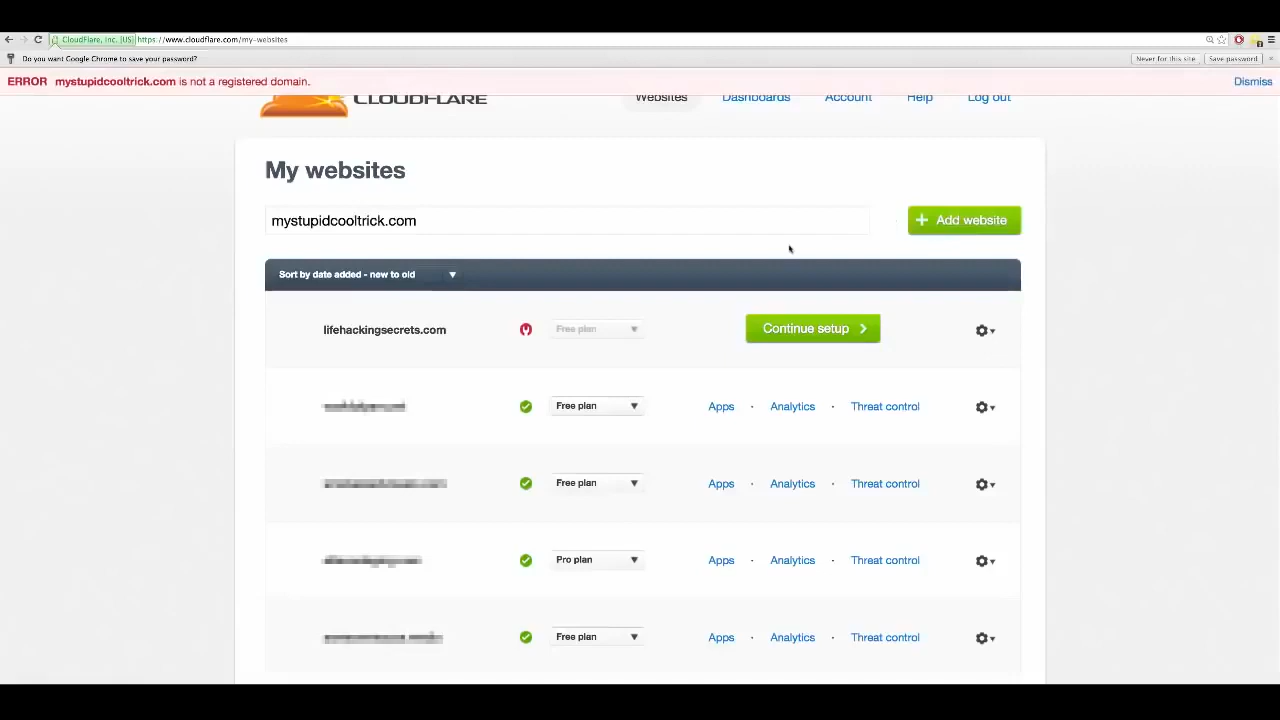 CloudFlare, Inc. [US] https://www.cloudflare.com/my-websites
Do you want Google Chrome to save your password? Never for this site Save password
ERROR mystupidcooltrick.com is not a registered domain. Dismiss
CLOUDFLARE Websites Dashboards Account Help Log out
My websites
mystupidcooltrick.com + Add website
Sort by date added - new to old
lifehackingsecrets.com Free plan Continue setup
Free plan Apps · Analytics · Threat control
Free plan Apps · Analytics · Threat control
Pro plan Apps · Analytics · Threat control
Free plan Apps · Analytics · Threat control